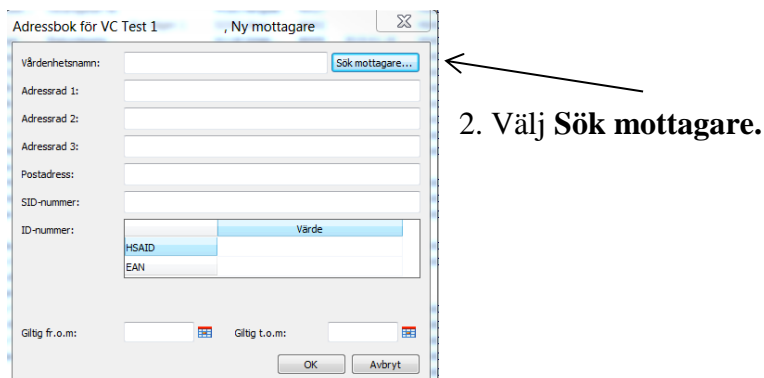 Adressbok för VC Test 1 , Ny mottagare
Vårdenhetsnamn: Sök mottagare...
Adressrad 1:
2. Välj Sök mottagare.
Adressrad 2:
Adressrad 3:
Postadress:
SID-nummer:
ID-nummer: Värde
HSAID
EAN
Giltig fr.o.m: Giltig t.o.m:
OK Avbryt